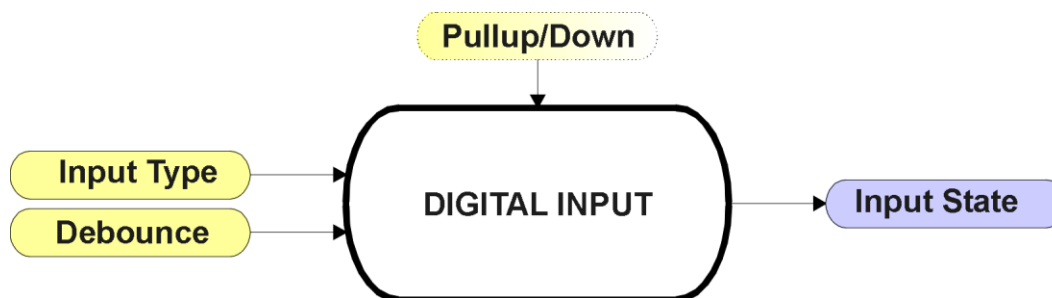 Pullup/Down
Input Type
Debounce
DIGITAL INPUT
Input State